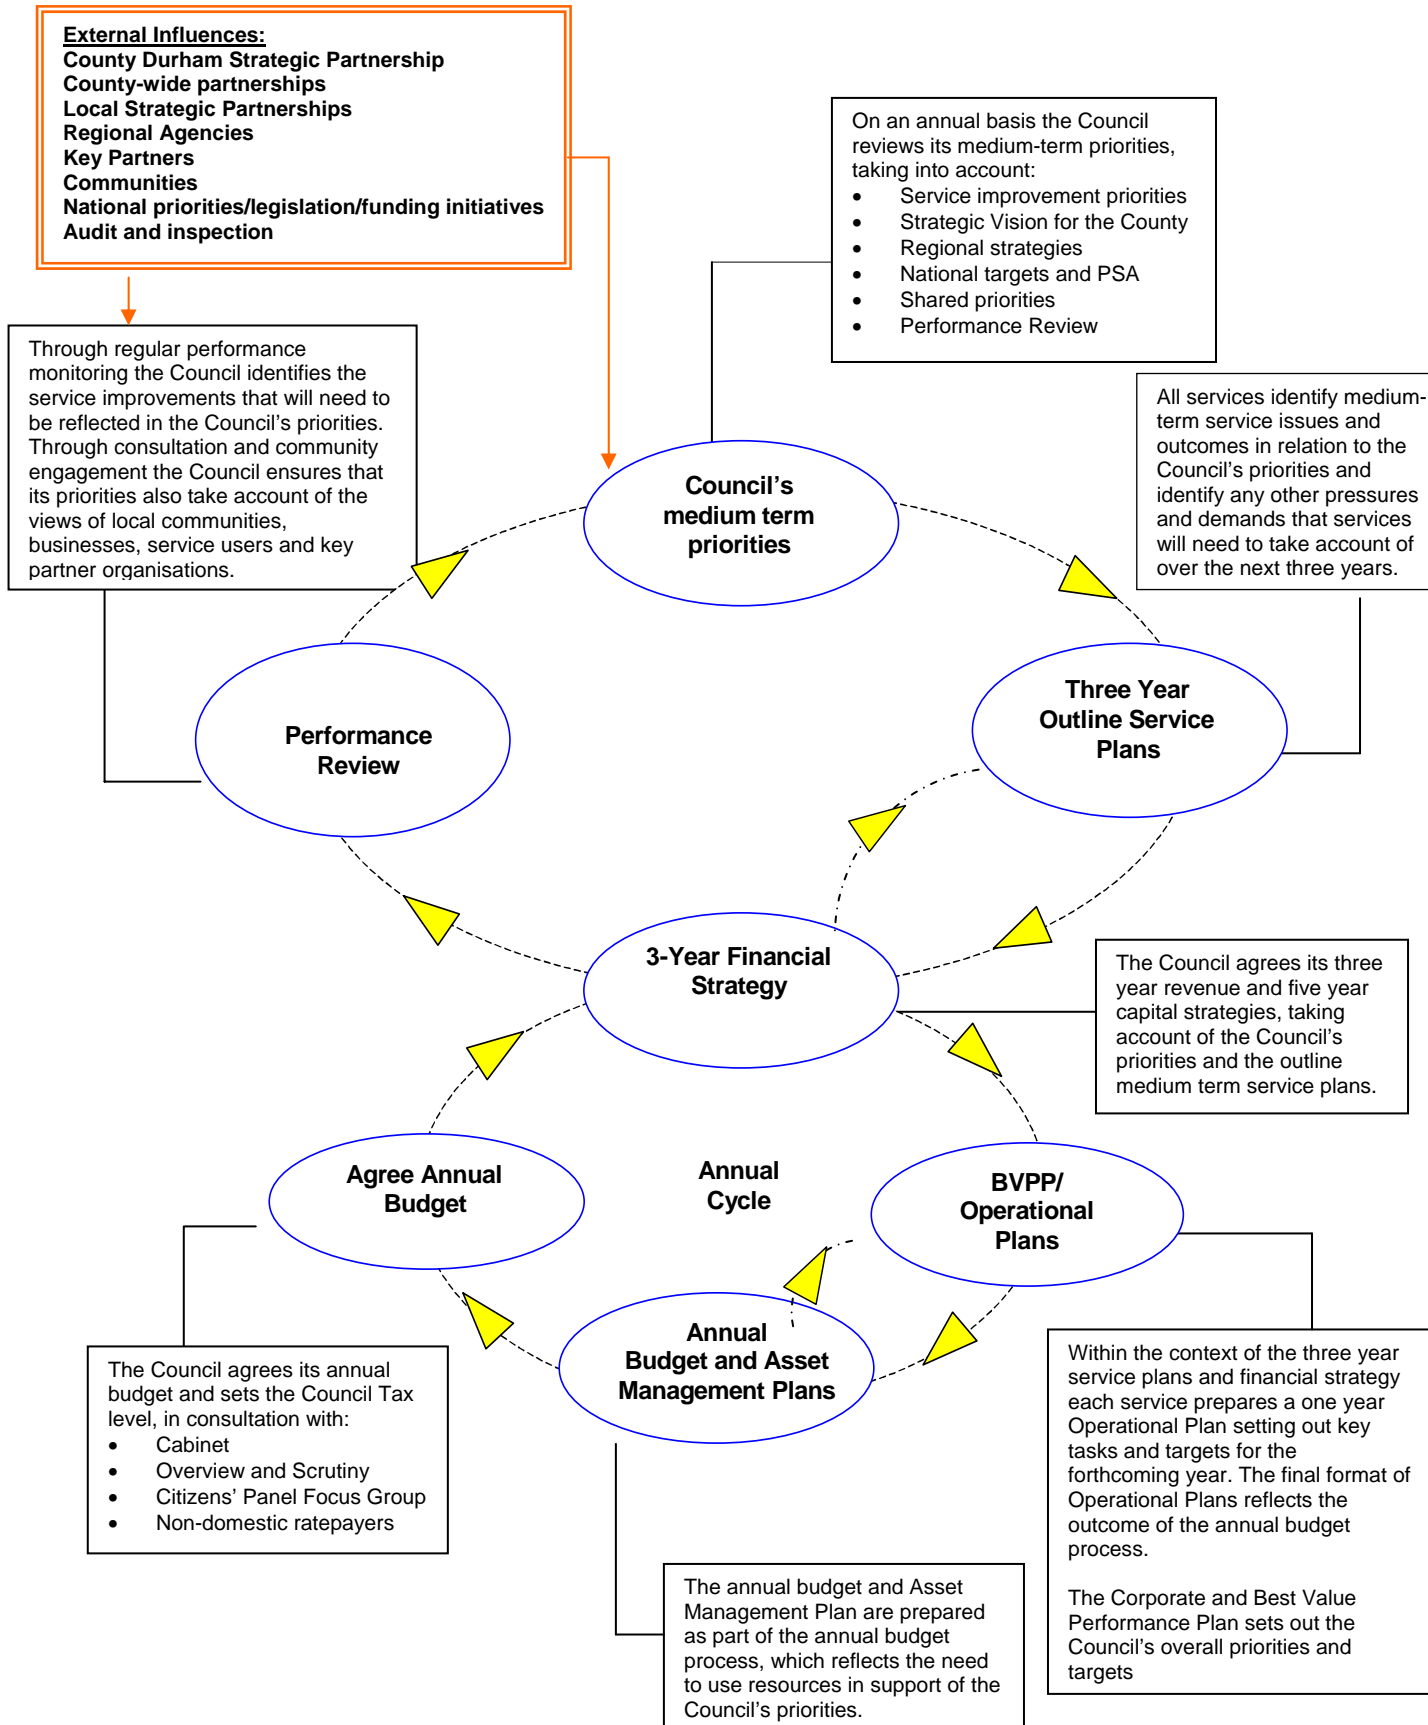 External Influences:
County Durham Strategic Partnership
County-wide partnerships
Local Strategic Partnerships
Regional Agencies
Key Partners
Communities
National priorities/legislation/funding initiatives
Audit and inspection
On an annual basis the Council
reviews its medium-term priorities,
taking into account:
• Service improvement priorities
• Strategic Vision for the County
• Regional strategies
• National targets and PSA
• Shared priorities
• Performance Review
Through regular performance
monitoring the Council identifies the
service improvements that will need to
be reflected in the Council’s priorities.
Through consultation and community
engagement the Council ensures that
its priorities also take account of the
views of local communities,
businesses, service users and key
partner organisations.
All services identify medium-
term service issues and
outcomes in relation to the
Council’s priorities and
identify any other pressures
and demands that services
will need to take account of
over the next three years.
Council’s
medium term
priorities
Three Year
Outline Service
Plans
Performance
Review
3-Year Financial
Strategy
The Council agrees its three
year revenue and five year
capital strategies, taking
account of the Council’s
priorities and the outline
medium term service plans.
Agree Annual
Budget
Annual
Cycle
BVPP/
Operational
Plans
Annual
Budget and Asset
Management Plans
The Council agrees its annual
budget and sets the Council Tax
level, in consultation with:
• Cabinet
• Overview and Scrutiny
• Citizens’ Panel Focus Group
• Non-domestic ratepayers
Within the context of the three year
service plans and financial strategy
each service prepares a one year
Operational Plan setting out key
tasks and targets for the
forthcoming year. The final format of
Operational Plans reflects the
outcome of the annual budget
process.
The Corporate and Best Value
Performance Plan sets out the
Council’s overall priorities and
targets
The annual budget and Asset
Management Plan are prepared
as part of the annual budget
process, which reflects the need
to use resources in support of the
Council’s priorities.